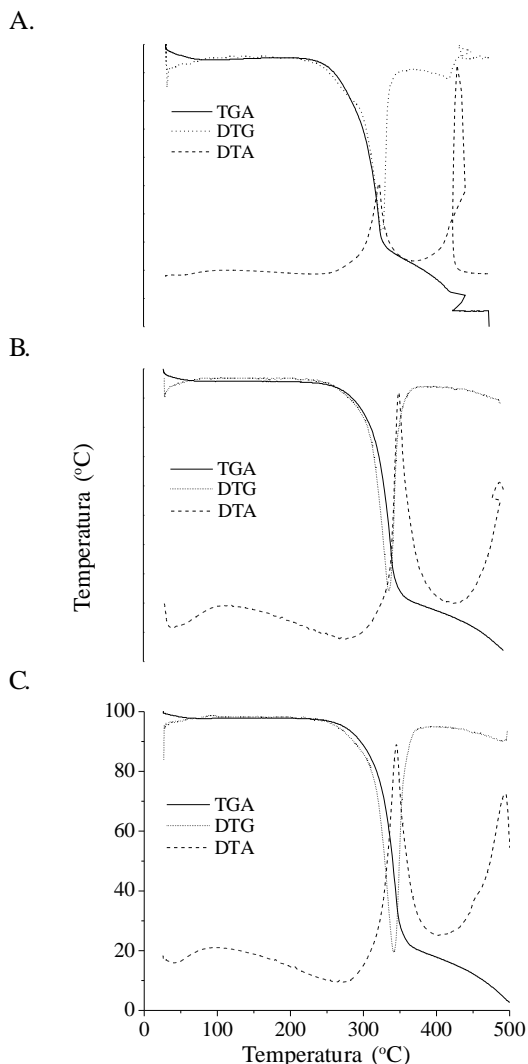 A.
TGA
DTG
DTA
B.
TGA
DTG
DTA
Temperatura (°C)
C.
100
80
60
40
20
0
TGA
DTG
DTA
0 100 200 300 400 500
Temperatura (°C)